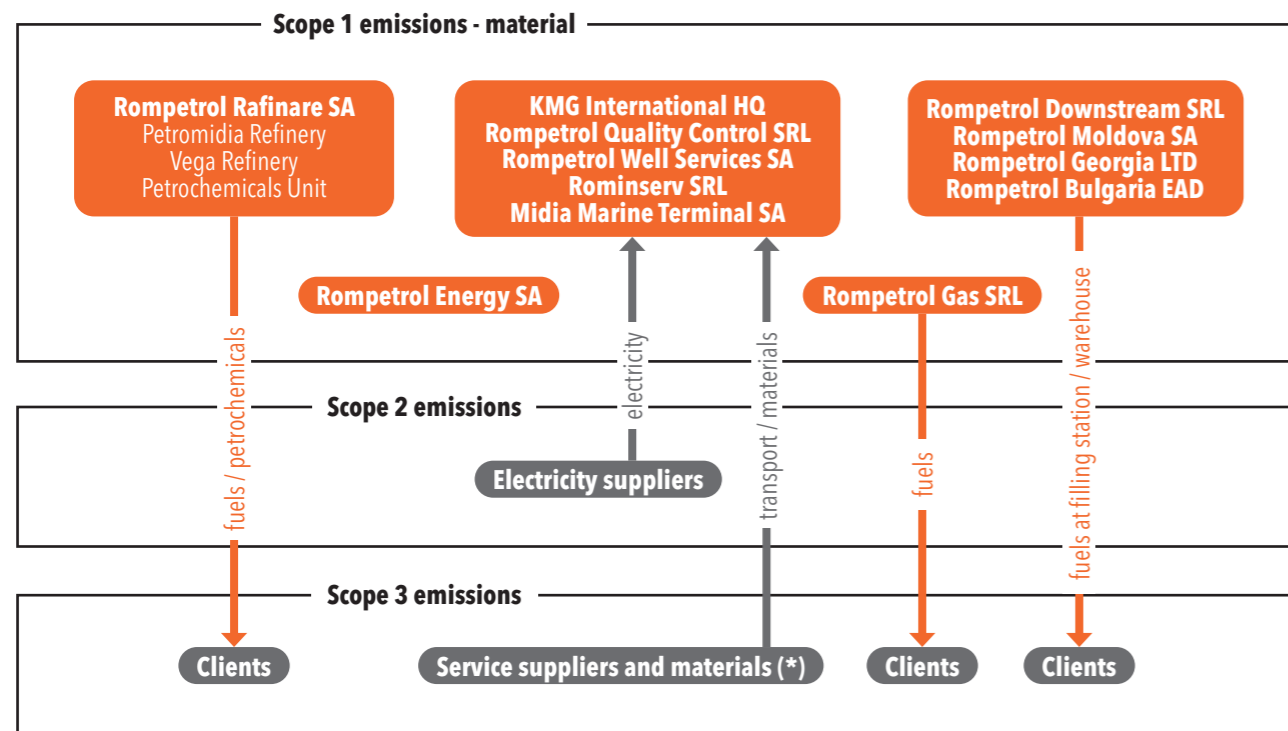 Scope 1 emissions - material
Rompetrol Rafinare SA
Petromidia Refinery
Vega Refinery
Petrochemicals Unit
KMG International HQ
Rompetrol Quality Control SRL
Rompetrol Well Services SA
Rominserv SRL
Midia Marine Terminal SA
Rompetrol Downstream SRL
Rompetrol Moldova SA
Rompetrol Georgia LTD
Rompetrol Bulgaria EAD
Rompetrol Energy SA
Rompetrol Gas SRL
fuels / petrochemicals
electricity
transport / materials
fuels
fuels at filling station / warehouse
Scope 2 emissions
Electricity suppliers
Scope 3 emissions
Clients
Service suppliers and materials (*)
Clients
Clients